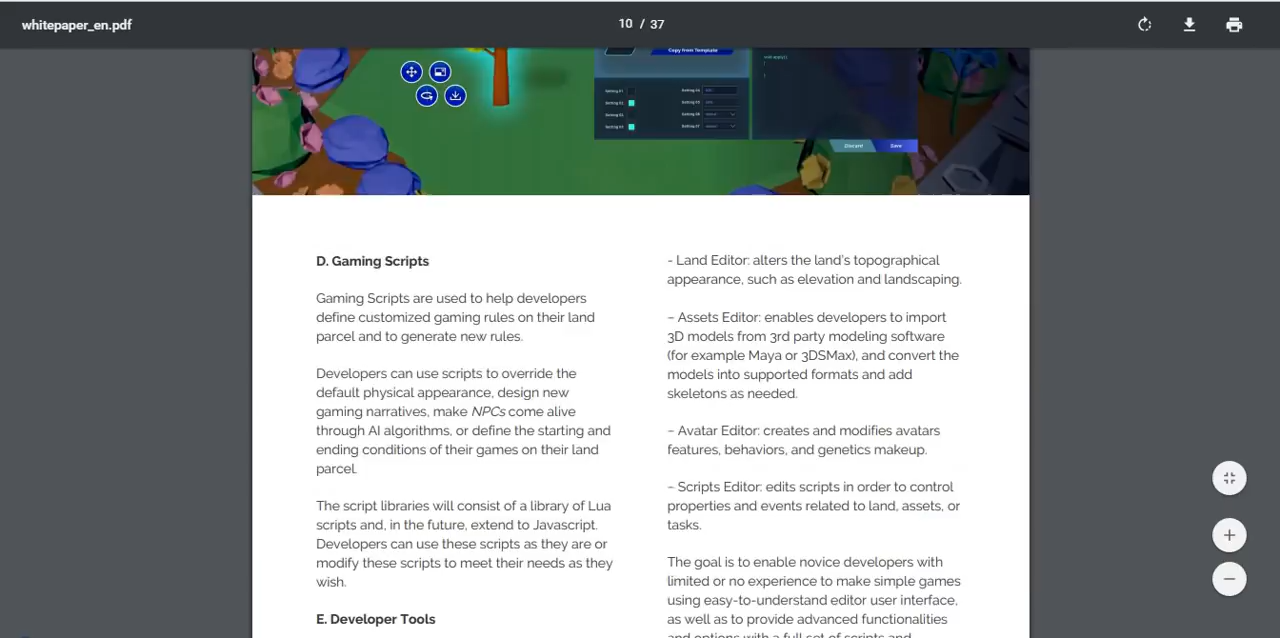 whitepaper_en.pdf
10 / 37
Copy from Template
Discard
Save
D. Gaming Scripts
Gaming Scripts are used to help developers
define customized gaming rules on their land
parcel and to generate new rules.
Developers can use scripts to override the
default physical appearance, design new
gaming narratives, make NPCs come alive
through AI algorithms, or define the starting and
ending conditions of their games on their land
parcel.
The script libraries will consist of a library of Lua
scripts and, in the future, extend to Javascript.
Developers can use these scripts as they are or
modify these scripts to meet their needs as they
wish.
E. Developer Tools
- Land Editor: alters the land's topographical
appearance, such as elevation and landscaping.
– Assets Editor: enables developers to import
3D models from 3rd party modeling software
(for example Maya or 3DSMax), and convert the
models into supported formats and add
skeletons as needed.
– Avatar Editor: creates and modifies avatars
features, behaviors, and genetics makeup.
– Scripts Editor: edits scripts in order to control
properties and events related to land, assets, or
tasks.
The goal is to enable novice developers with
limited or no experience to make simple games
using easy-to-understand editor user interface,
as well as to provide advanced functionalities
and options with a full set of scripts and